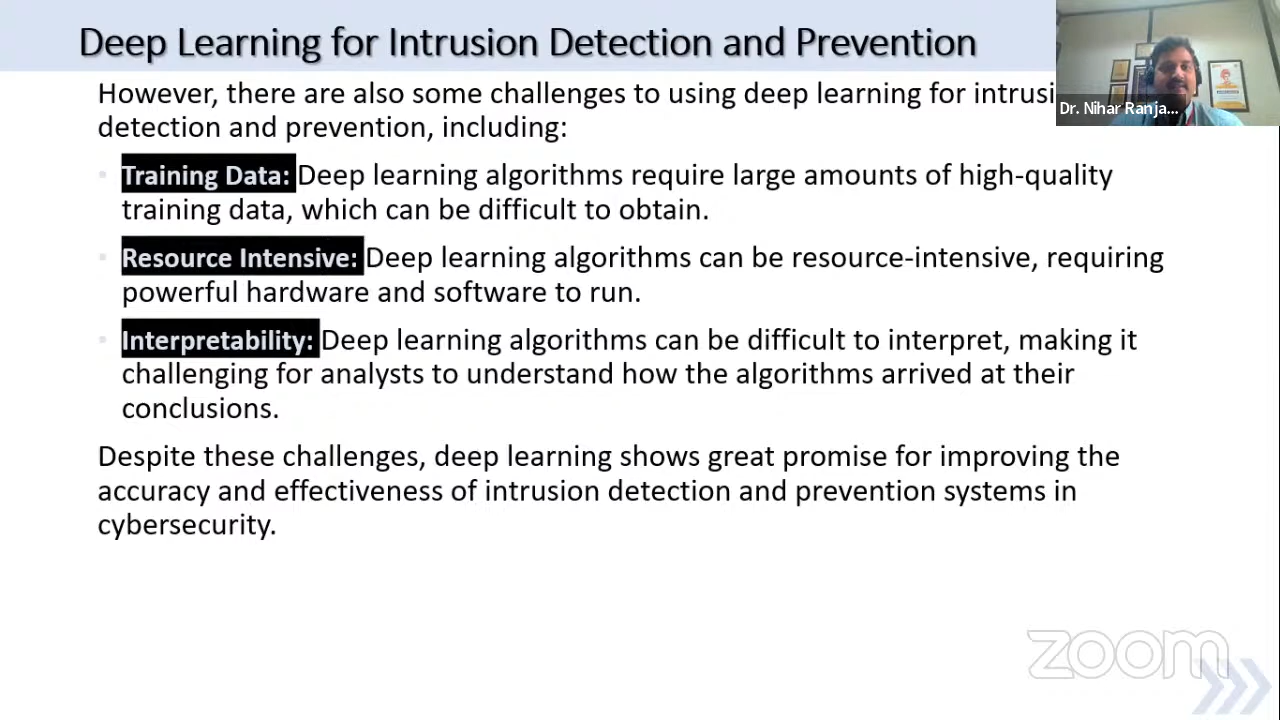 Deep Learning for Intrusion Detection and Prevention
However, there are also some challenges to using deep learning for intrusi
detection and prevention, including:
Training Data: Deep learning algorithms require large amounts of high-quality
training data, which can be difficult to obtain.
Resource Intensive: Deep learning algorithms can be resource-intensive, requiring
powerful hardware and software to run.
Interpretability: Deep learning algorithms can be difficult to interpret, making it
challenging for analysts to understand how the algorithms arrived at their
conclusions.
Despite these challenges, deep learning shows great promise for improving the
accuracy and effectiveness of intrusion detection and prevention systems in
cybersecurity.
Dr. Nihar Ranja...
zoom